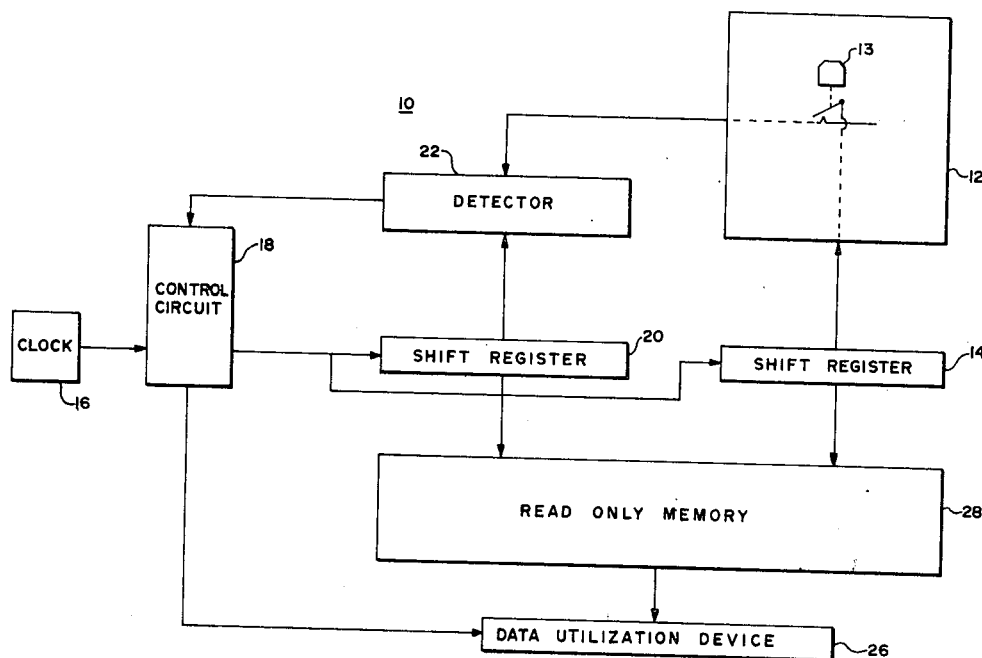 13
10
12
22
DETECTOR
18
CONTROL
CIRCUIT
CLOCK
16
20
SHIFT REGISTER
14
SHIFT REGISTER
READ ONLY MEMORY
28
DATA UTILIZATION DEVICE
26